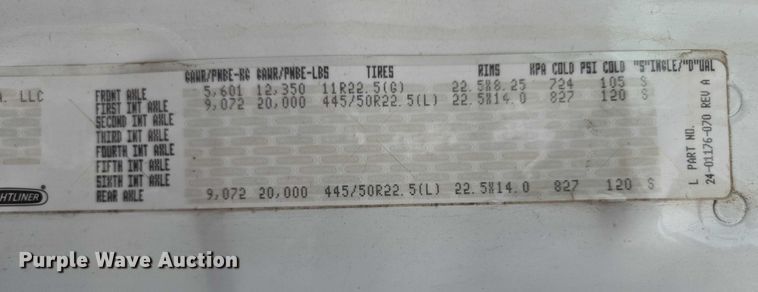 GAWR/PNBE-KG GAWR/PNBE-LBS TIRES RIMS KPA COLD PSI COLD "S"INGLE/"D"UAL
FRONT AXLE 5,601 12,350 11R22.5(G) 22.5X8.25 724 105 S
FIRST INT AXLE 9,072 20,000 445/50R22.5(L) 22.5X14.0 827 120 S
SECOND INT AXLE
THIRD INT AXLE
FOURTH INT AXLE
FIFTH INT AXLE
SIXTH INT AXLE
REAR AXLE 9,072 20,000 445/50R22.5(L) 22.5X14.0 827 120 S
LLC
HTLINER
L PART NO.
24-01176-070 REV A
Purple Wave Auction